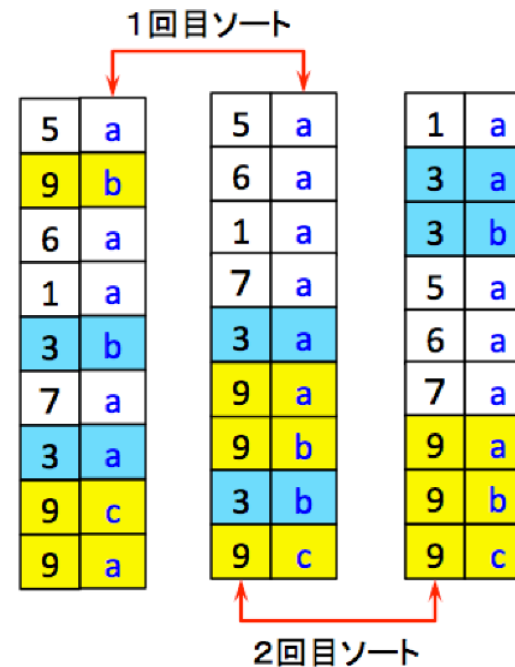 1回目ソート
5 a 5 a 1 a
9 b 6 a 3 a
6 a 1 a 3 b
1 a 7 a 5 a
3 b 3 a 6 a
7 a 9 a 7 a
3 a 9 b 9 a
9 c 3 b 9 b
9 a 9 c 9 c
2回目ソート